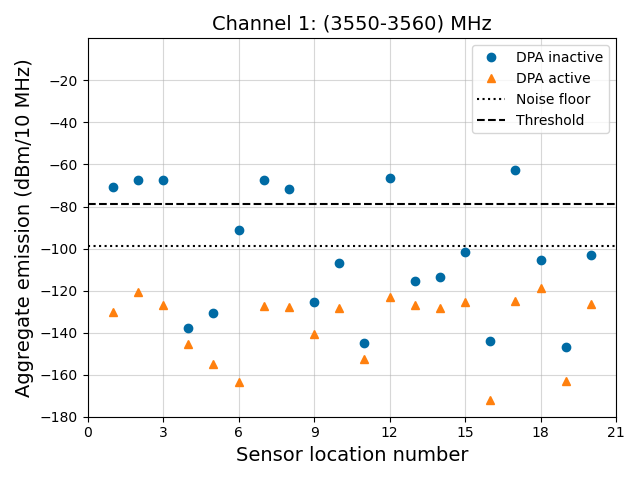 Channel 1: (3550-3560) MHz
DPA inactive
DPA active
Noise floor
Threshold
Aggregate emission (dBm/10 MHz)
−20
−40
−60
−80
−100
−120
−140
−160
−180
0 3 6 9 12 15 18 21
Sensor location number